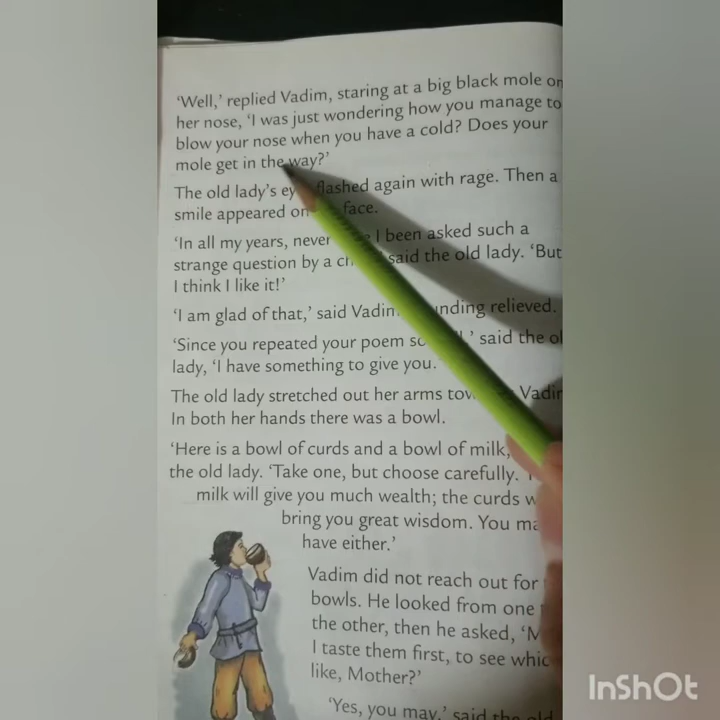 'Well,' replied Vadim, staring at a big black mole on
her nose, 'I was just wondering how you manage to
blow your nose when you have a cold? Does your
mole get in the way?'
The old lady's flashed again with rage. Then a
smile appeared on face.
'In all my years, never I been asked such a
strange question by a said the old lady. 'But
I think I like it!'
'I am glad of that,' said Vadim relieved.
'Since you repeated your poem said the
lady, 'I have something to give you.
The old lady stretched out her arms
In both her hands there was a bowl.
'Here is a bowl of curds and a bowl of milk,
the old lady. 'Take one, but choose carefully.
milk will give you much wealth; the curds
bring you great wisdom. You
have either.'
Vadim did not reach out for
bowls. He looked from one
the other, then he asked,
I taste them first, to see
like, Mother?'
'Yes, you may,' said the old
InShOt